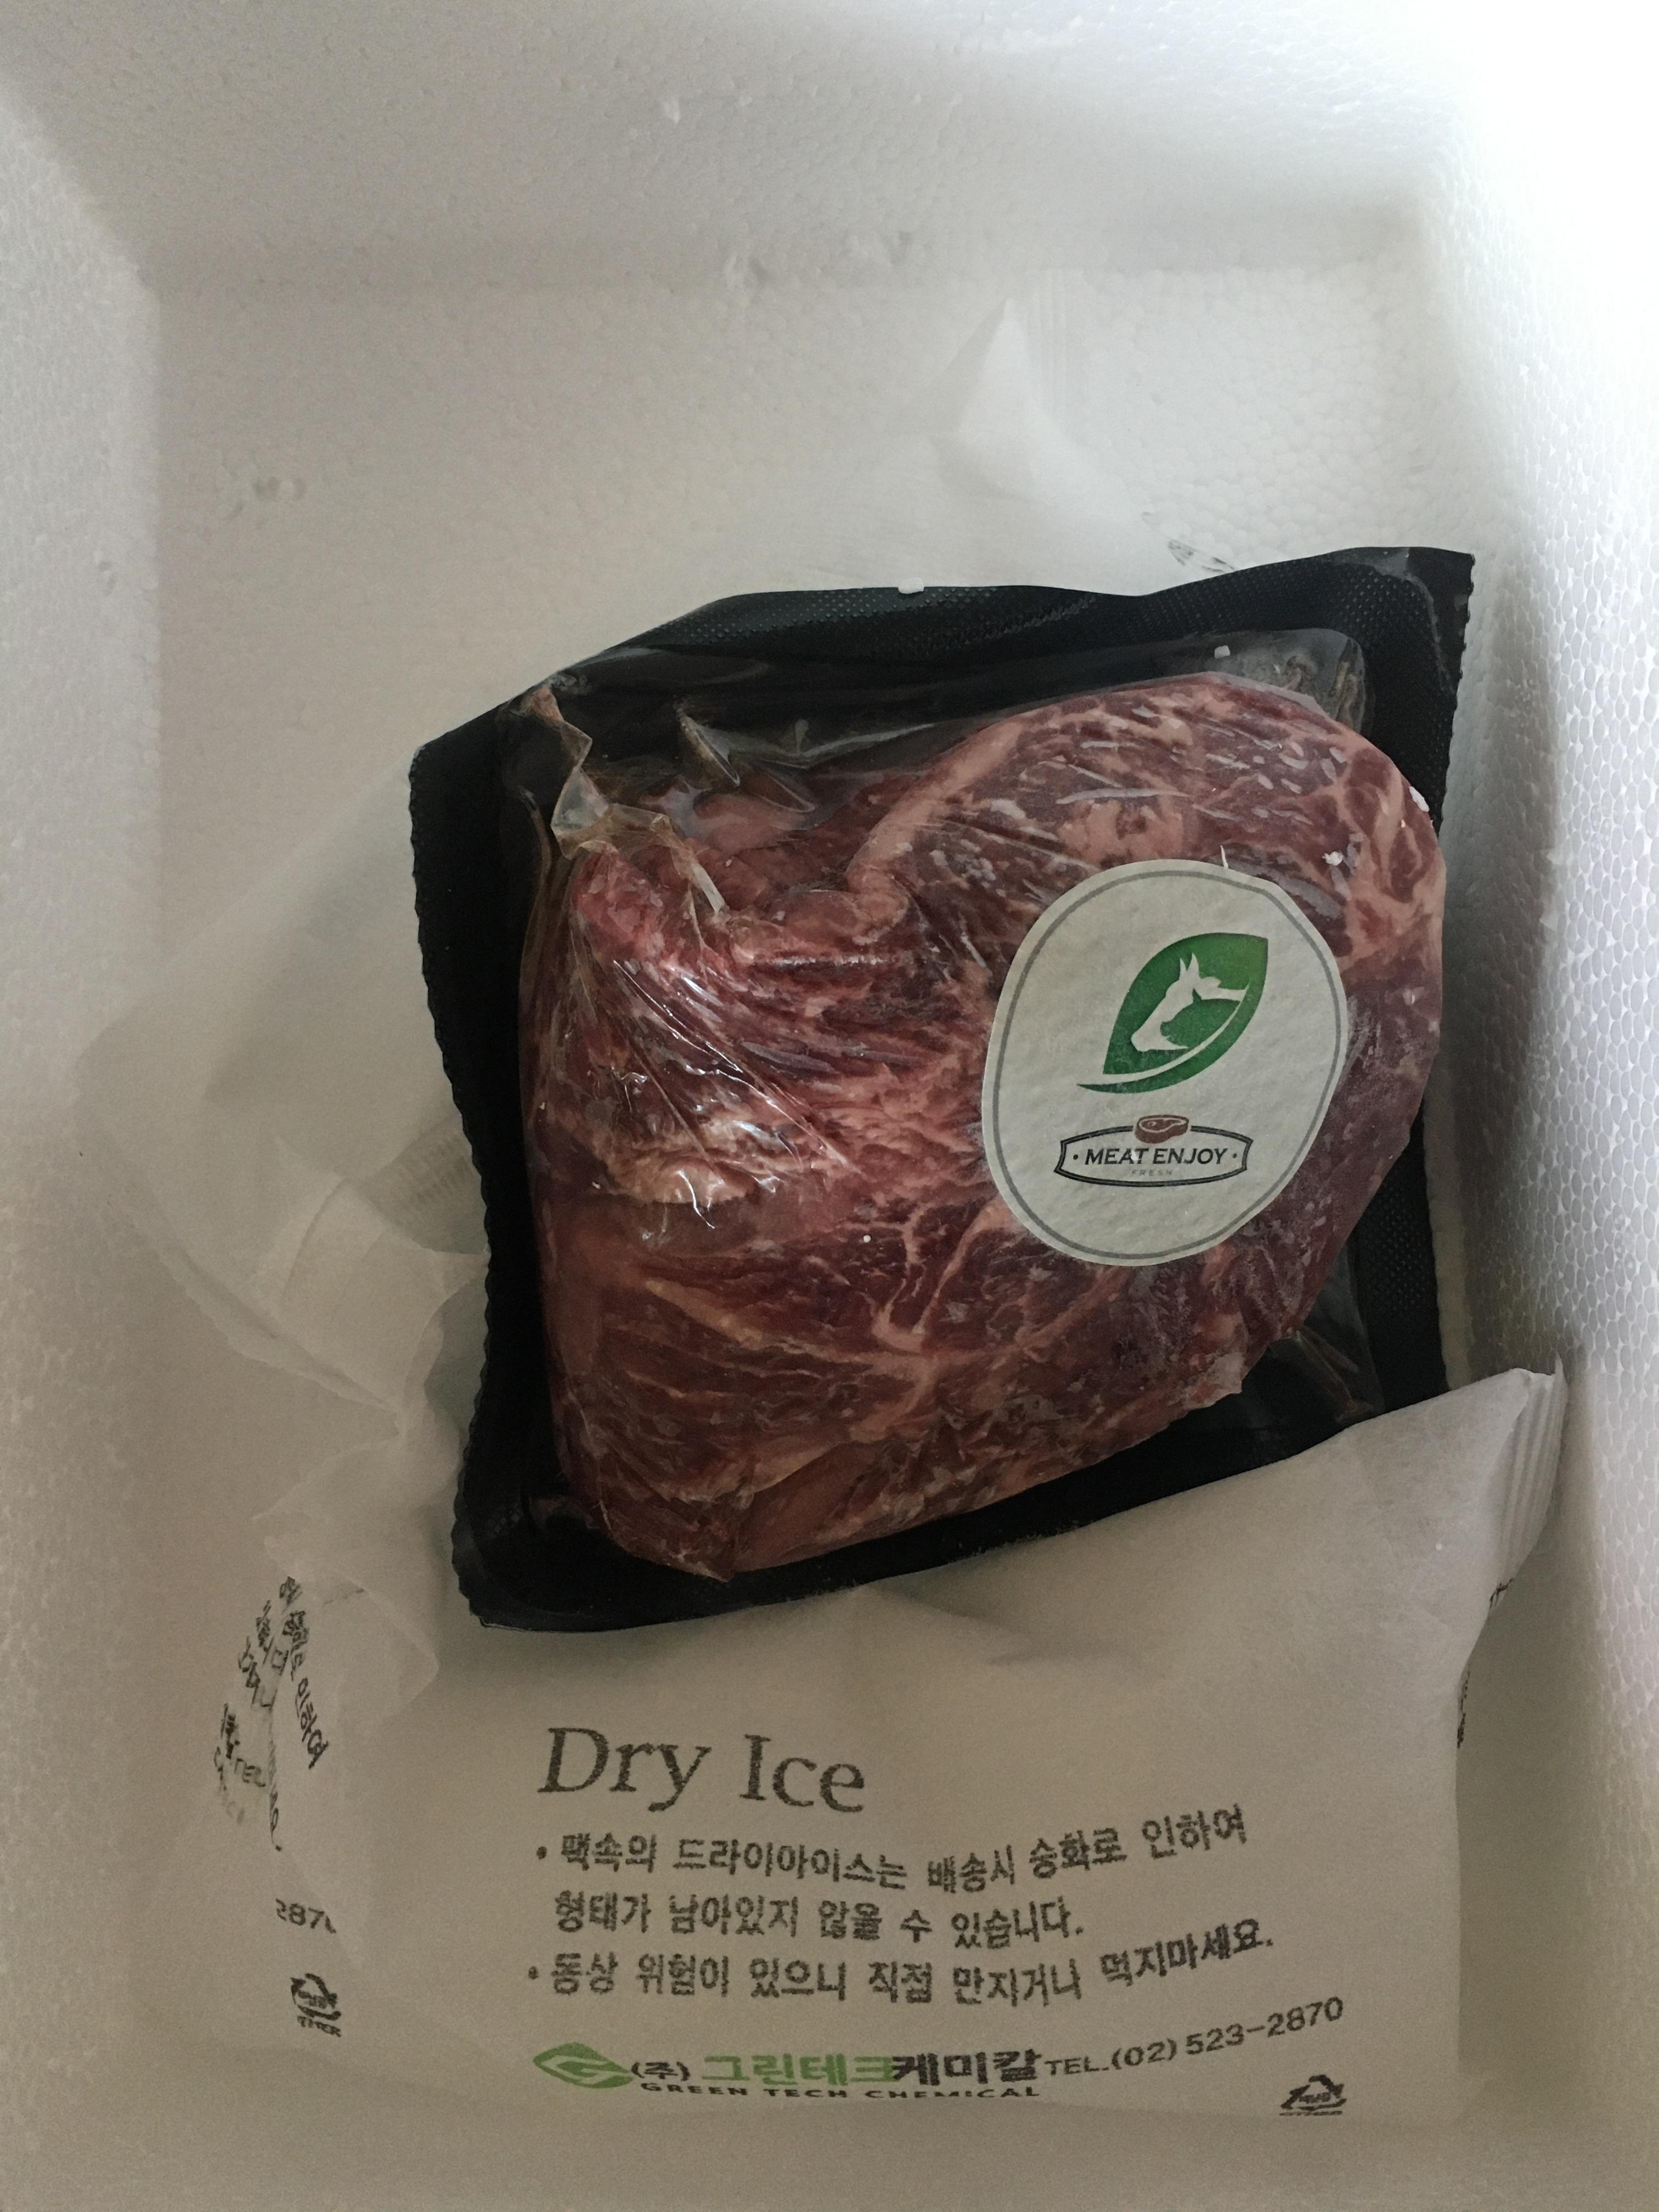 MEAT ENJOY
FRESH
Dry Ice
• 팩속의 드라이아이스는 배송시 승화로 인하여
형태가 남아있지 않을 수 있습니다.
• 동상 위험이 있으니 직접 만지거나 먹지마세요.
(주) 그린테크케미칼 TEL.(02) 523-2870
GREEN TECH CHEMICAL
인하여